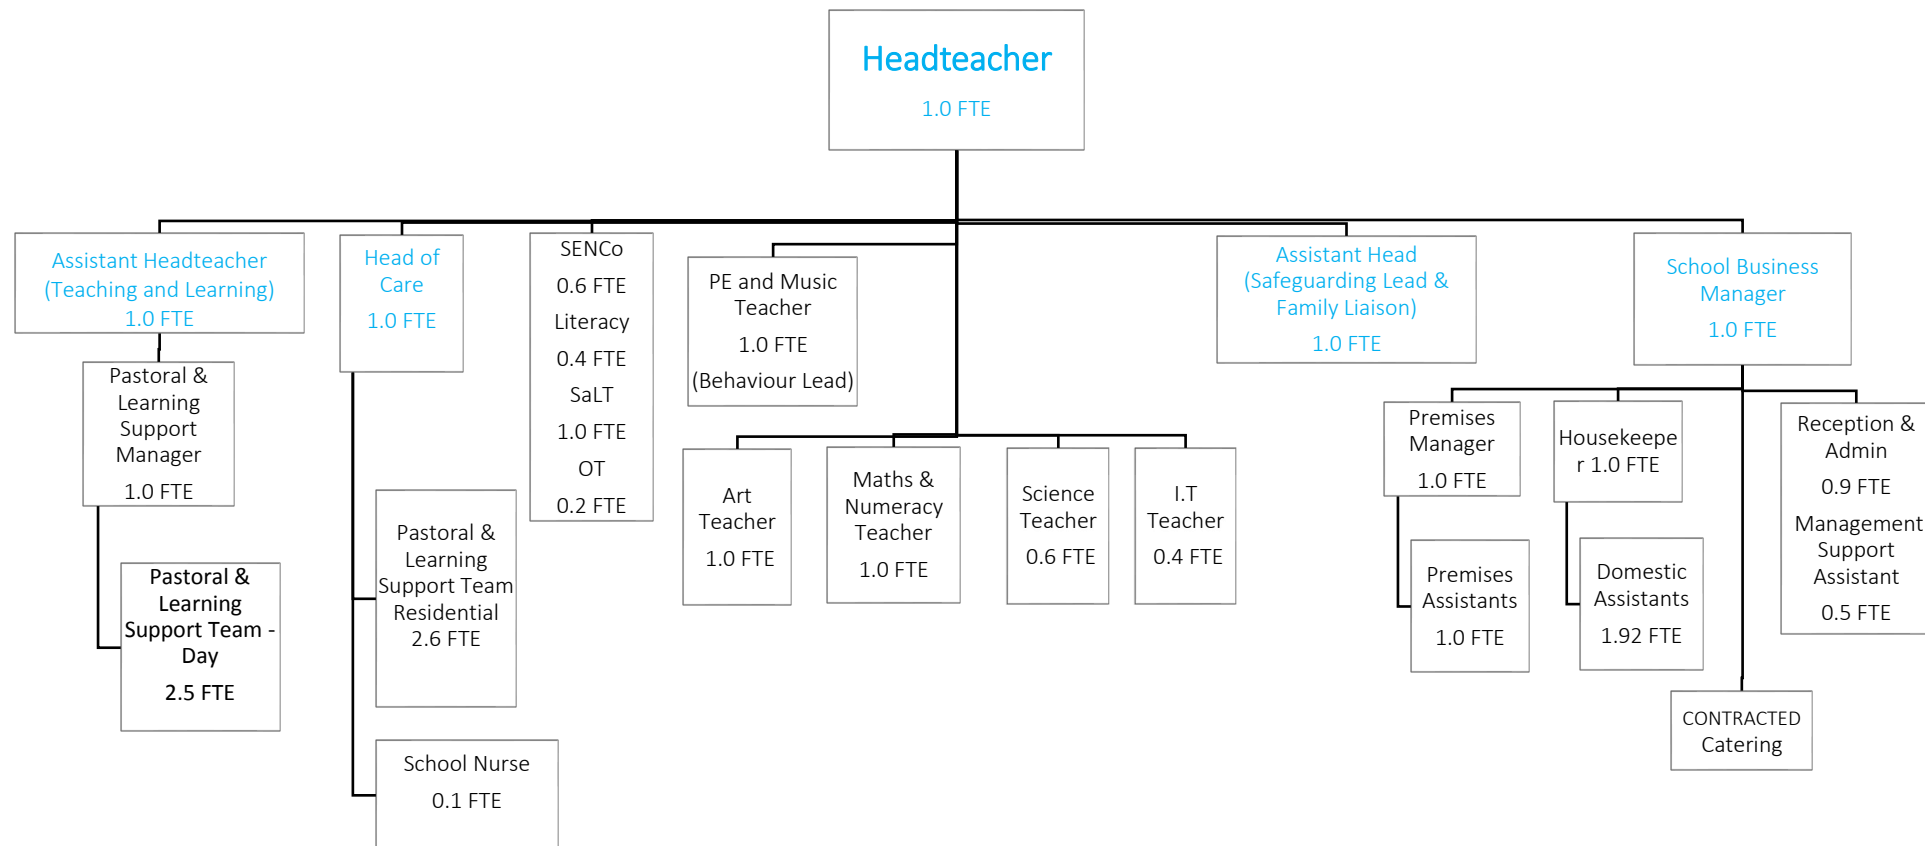 Headteacher
1.0 FTE
Assistant Headteacher
(Teaching and Learning)
1.0 FTE
Head of
Care
1.0 FTE
SENCo
0.6 FTE
Literacy
0.4 FTE
SaLT
1.0 FTE
OT
0.2 FTE
PE and Music
Teacher
1.0 FTE
(Behaviour Lead)
Assistant Head
(Safeguarding Lead &
Family Liaison)
1.0 FTE
School Business
Manager
1.0 FTE
Pastoral &
Learning
Support
Manager
1.0 FTE
Pastoral &
Learning
Support Team -
Day
2.5 FTE
Pastoral &
Learning
Support Team
Residential
2.6 FTE
School Nurse
0.1 FTE
Art
Teacher
1.0 FTE
Maths &
Numeracy
Teacher
1.0 FTE
Science
Teacher
0.6 FTE
I.T
Teacher
0.4 FTE
Premises
Manager
1.0 FTE
Premises
Assistants
1.0 FTE
Housekeepe
r 1.0 FTE
Domestic
Assistants
1.92 FTE
Reception &
Admin
0.9 FTE
Management
Support
Assistant
0.5 FTE
CONTRACTED
Catering